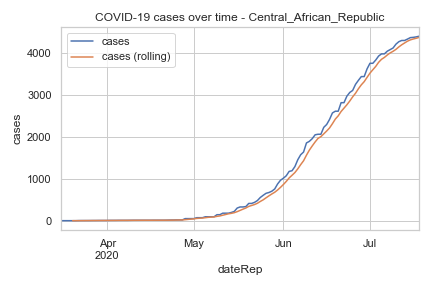 COVID-19 cases over time - Central_African_Republic
cases
cases (rolling)
cases
4000
3000
2000
1000
0
Apr
2020
May
Jun
Jul
dateRep